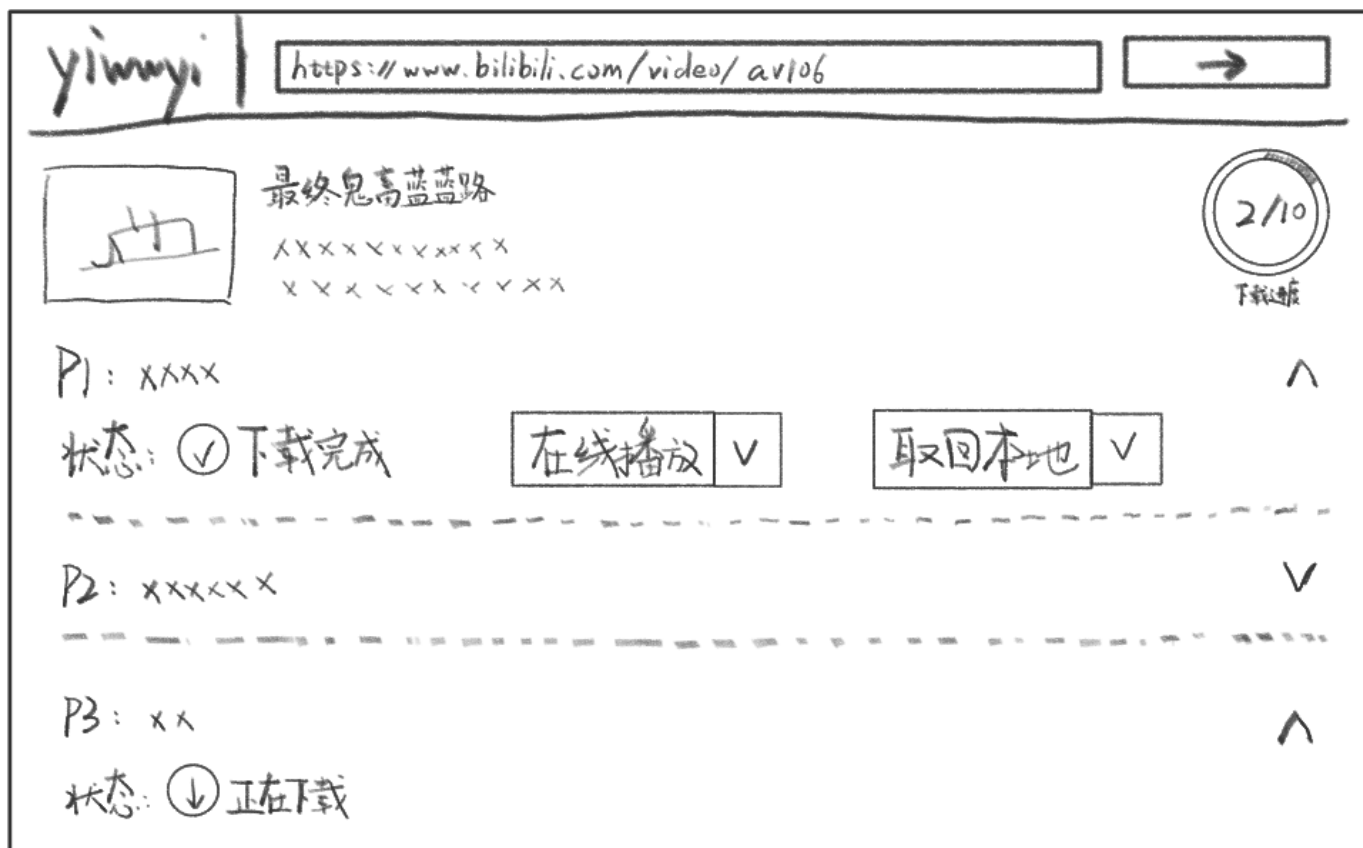 yimuyi
https://www.bilibili.com/video/av106 →
最终鬼畜蓝蓝路
xxxxxxxxxxx
xxxxxxxxxx
2/10
下载进度
P1: xxxx
状态: 下载完成 在线播放 取回本地
P2: xxxxxx
P3: xx
状态: 正在下载